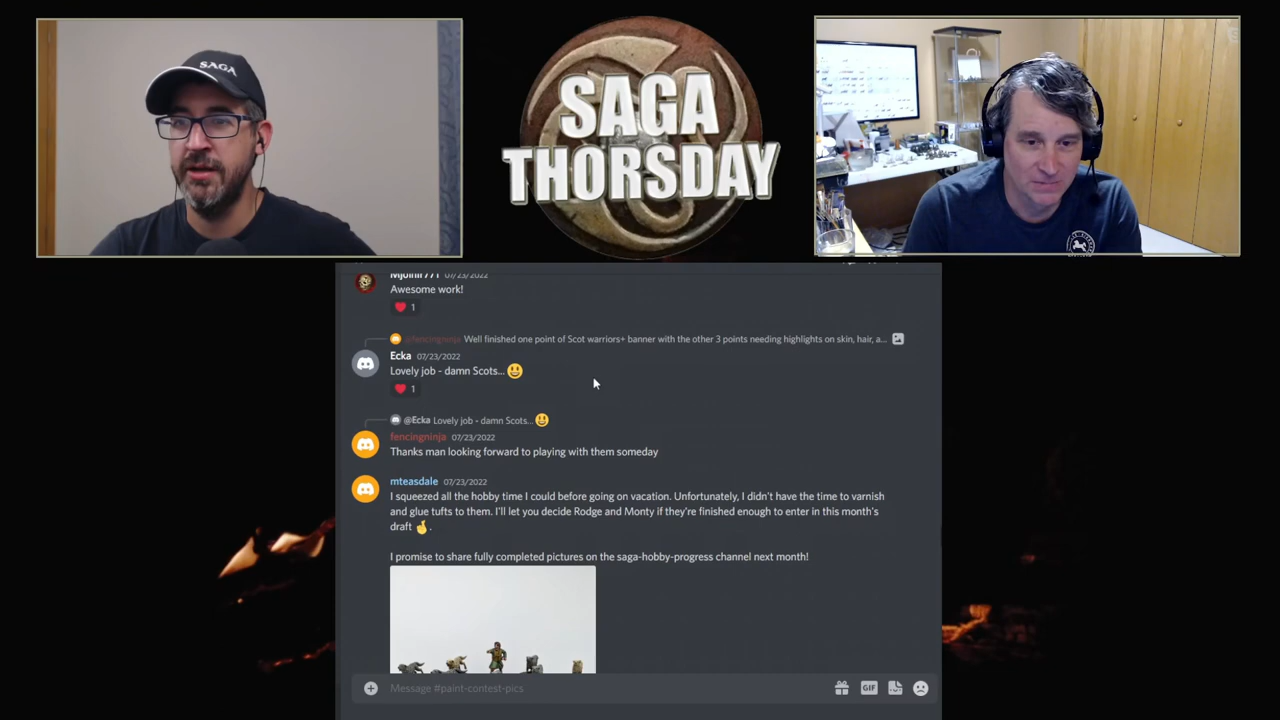 SAGA
SAGA
THORSDAY
Mjolnir771 07/23/2022
Awesome work!
1
@fencingninja Well finished one point of Scot warriors+ banner with the other 3 points needing highlights on skin, hair, a...
Ecka 07/23/2022
Lovely job - damn Scots... 😃
1
@Ecka Lovely job - damn Scots... 😃
fencingninja 07/23/2022
Thanks man looking forward to playing with them someday
mteasdale 07/23/2022
I squeezed all the hobby time I could before going on vacation. Unfortunately, I didn't have the time to varnish
and glue tufts to them. I'll let you decide Rodge and Monty if they're finished enough to enter in this month's
draft 🤞.
I promise to share fully completed pictures on the saga-hobby-progress channel next month!
Message #paint-contest-pics
GIF